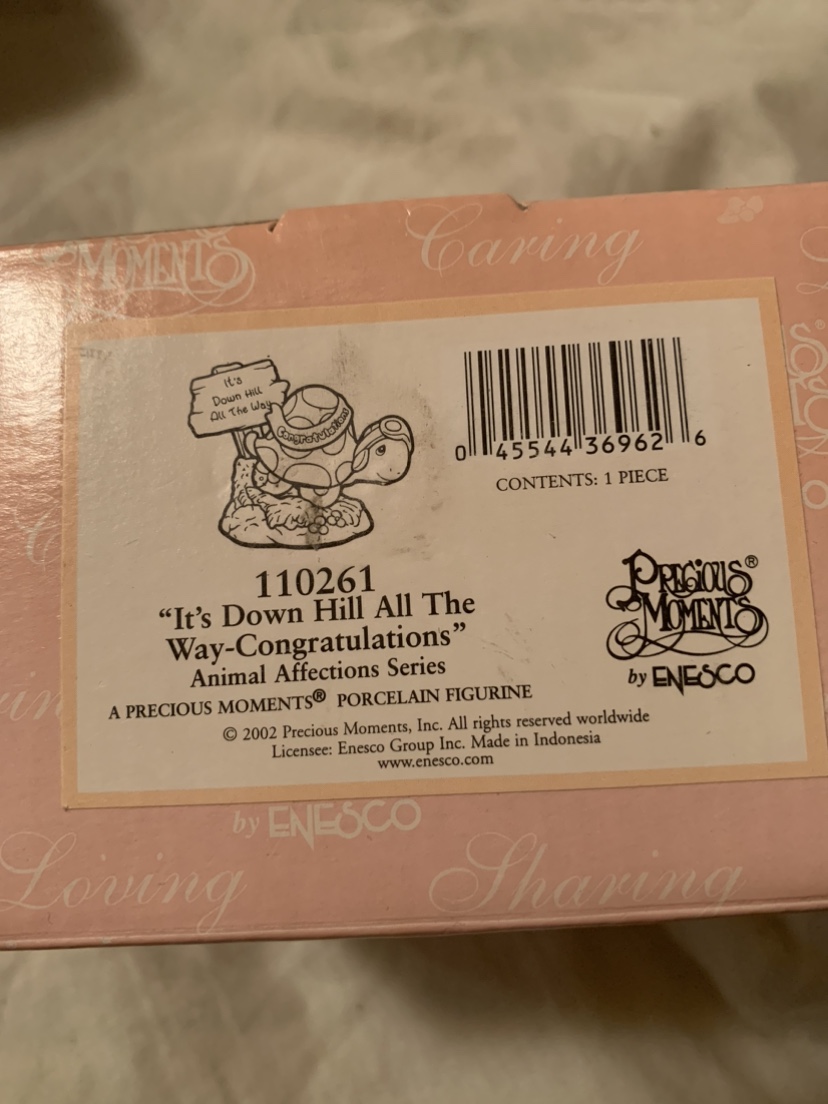 MOMENTS
Caring
It's
Down Hill
All The Way
Congratulations!
0 45544 36962 6
CONTENTS: 1 PIECE
110261
“It's Down Hill All The
Way-Congratulations”
Animal Affections Series
A PRECIOUS MOMENTS® PORCELAIN FIGURINE
PRECIOUS®
MOMENTS
by ENESCO
© 2002 Precious Moments, Inc. All rights reserved worldwide
Licensee: Enesco Group Inc. Made in Indonesia
www.enesco.com
by ENESCO
Loving
Sharing